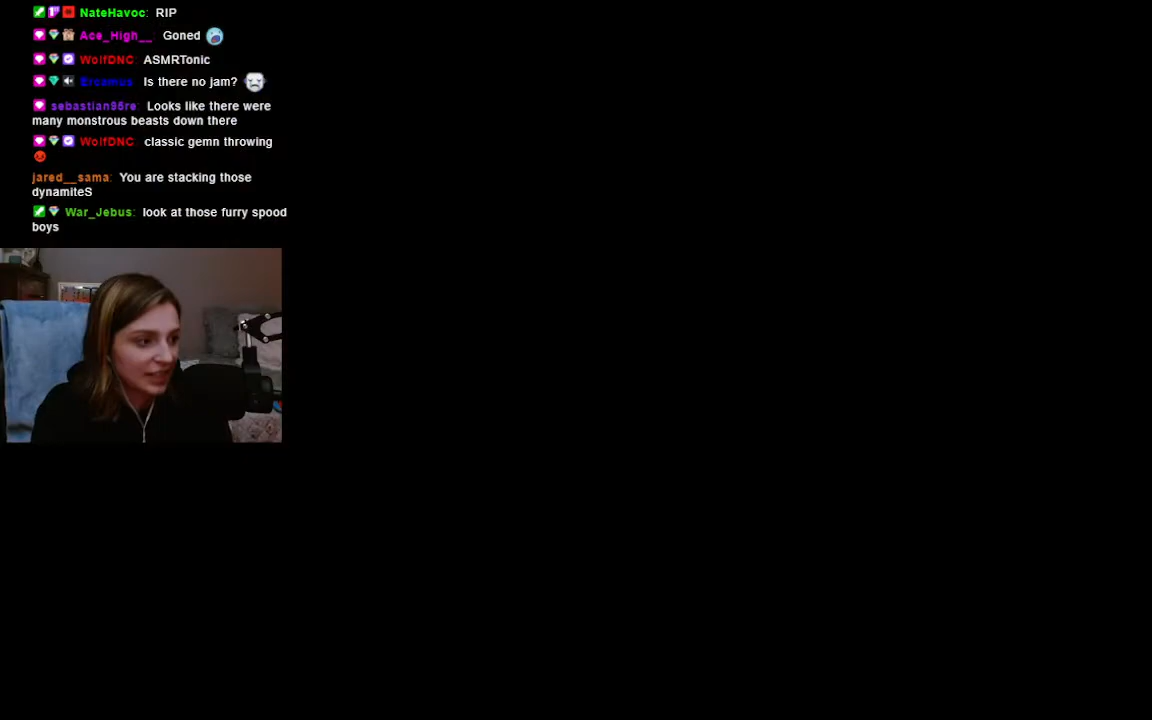 NateHavoc: RIP
Ace_High__: Goned
WolfDNC: ASMRTonic
Erasmus: Is there no jam?
sebastian95re: Looks like there were
many monstrous beasts down there
WolfDNC: classic gemn throwing
jared__sama: You are stacking those
dynamiteS
War_Jebus: look at those furry spood
boys